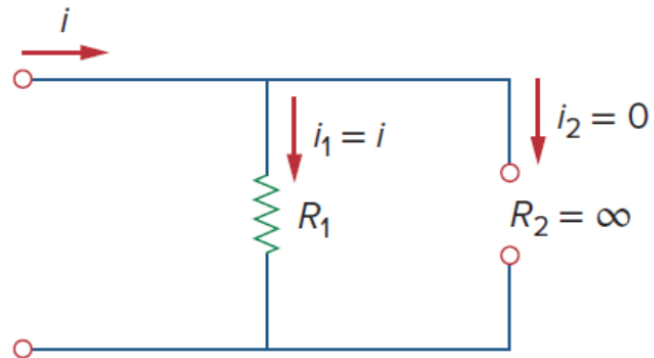 i
i₁ = i
i₂ = 0
R₁
R₂ = ∞